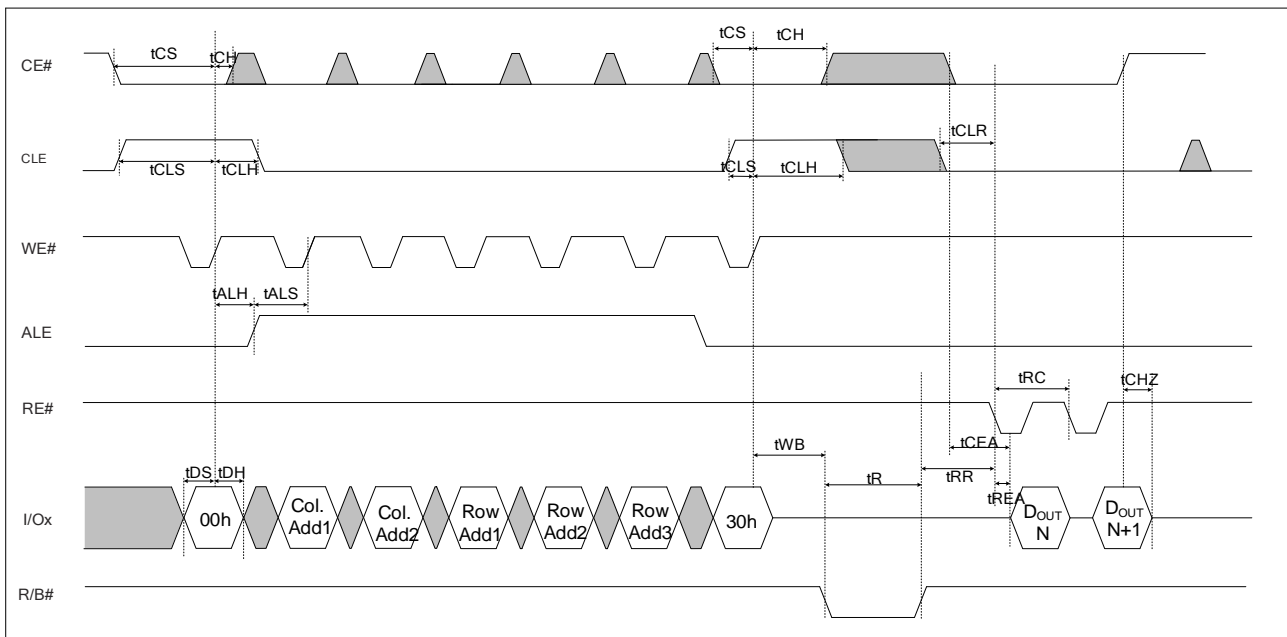 tCS tCH tCS tCH
CE#
tCLR
CLE
tCLS tCLH tCLS tCLH
WE#
tALH tALS
ALE
tRC tCHZ
RE#
tWB tCEA
tDS tDH tR tRR tREA
I/Ox 00h Col. Add1 Col. Add2 Row Add1 Row Add2 Row Add3 30h DOUT N DOUT N+1
R/B#